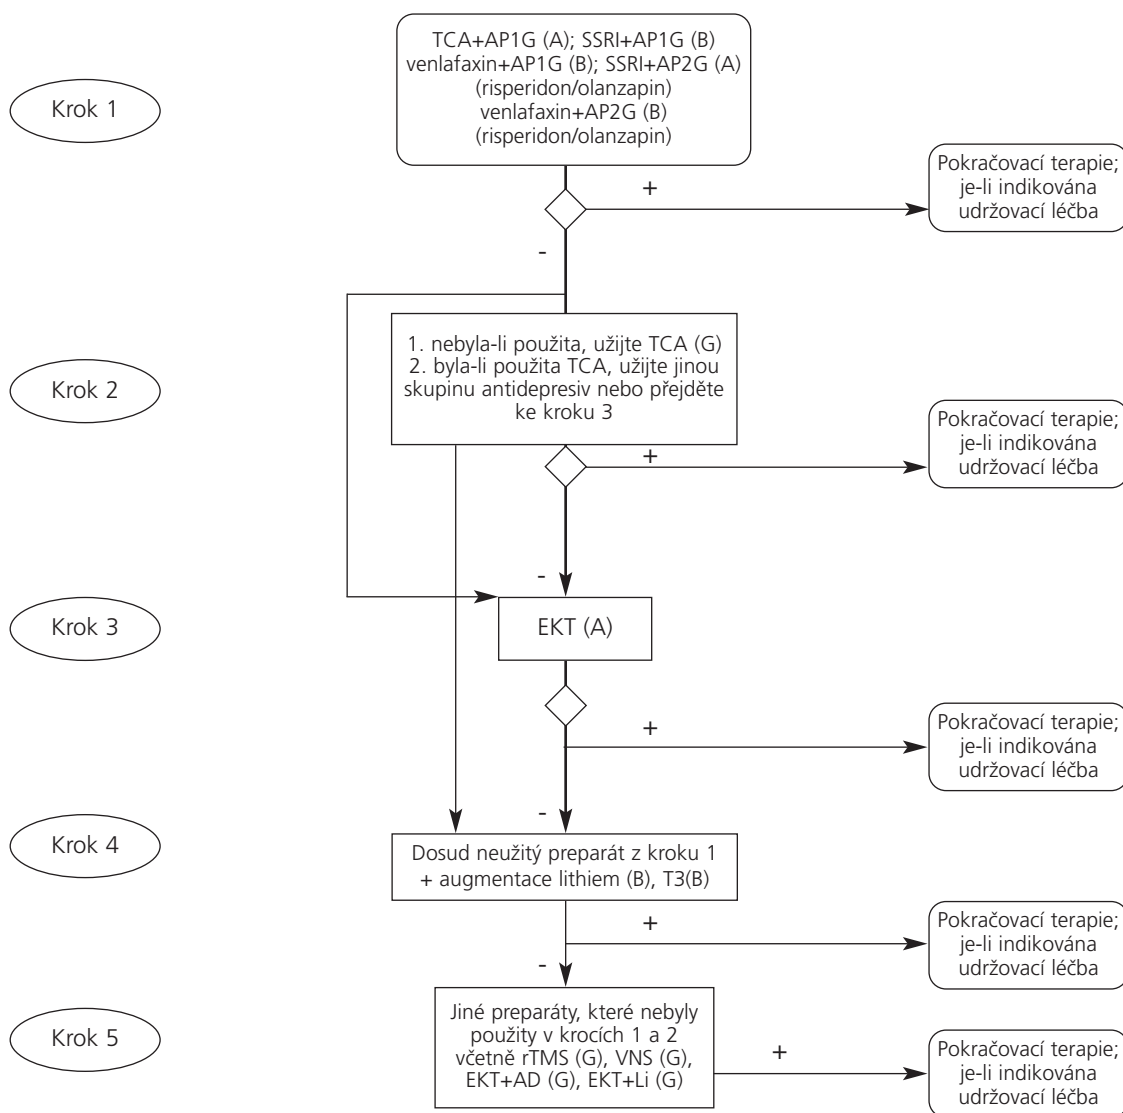 Krok 1
TCA+AP1G (A); SSRI+AP1G (B)
venlafaxin+AP1G (B); SSRI+AP2G (A)
(risperidon/olanzapin)
venlafaxin+AP2G (B)
(risperidon/olanzapin)
+
Pokračovací terapie;
je-li indikována
udržovací léčba
-
Krok 2
1. nebyla-li použita, užijte TCA (G)
2. byla-li použita TCA, užijte jinou
skupinu antidepresiv nebo přejděte
ke kroku 3
+
Pokračovací terapie;
je-li indikována
udržovací léčba
-
Krok 3
EKT (A)
+
Pokračovací terapie;
je-li indikována
udržovací léčba
-
Krok 4
Dosud neužitý preparát z kroku 1
+ augmentace lithiem (B), T3(B)
+
Pokračovací terapie;
je-li indikována
udržovací léčba
-
Krok 5
Jiné preparáty, které nebyly
použity v krocích 1 a 2
včetně rTMS (G), VNS (G),
EKT+AD (G), EKT+Li (G)
+
Pokračovací terapie;
je-li indikována
udržovací léčba